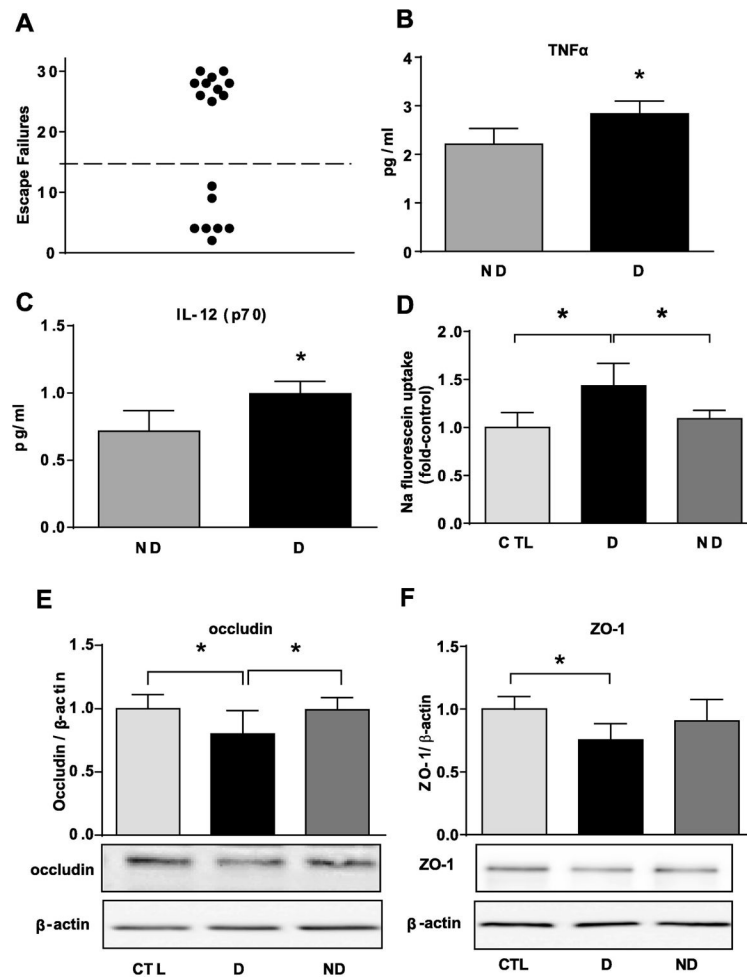 A
Escape Failures
30
20
10
0
B
TNFα
*
pg / ml
4
3
2
1
0
ND
D
C
IL-12 (p70)
*
pg/ml
1.5
1.0
0.5
0.0
ND
D
D
*
*
Na fluorescein uptake
(fold-control)
2.0
1.5
1.0
0.5
0.0
CTL
D
ND
E
occludin
*
*
Occludin / β-actin
1.5
1.0
0.5
0.0
occludin
β-actin
CTL
D
ND
F
ZO-1
*
ZO-1/ β-actin
1.5
1.0
0.5
0.0
ZO-1
β-actin
CTL
D
ND